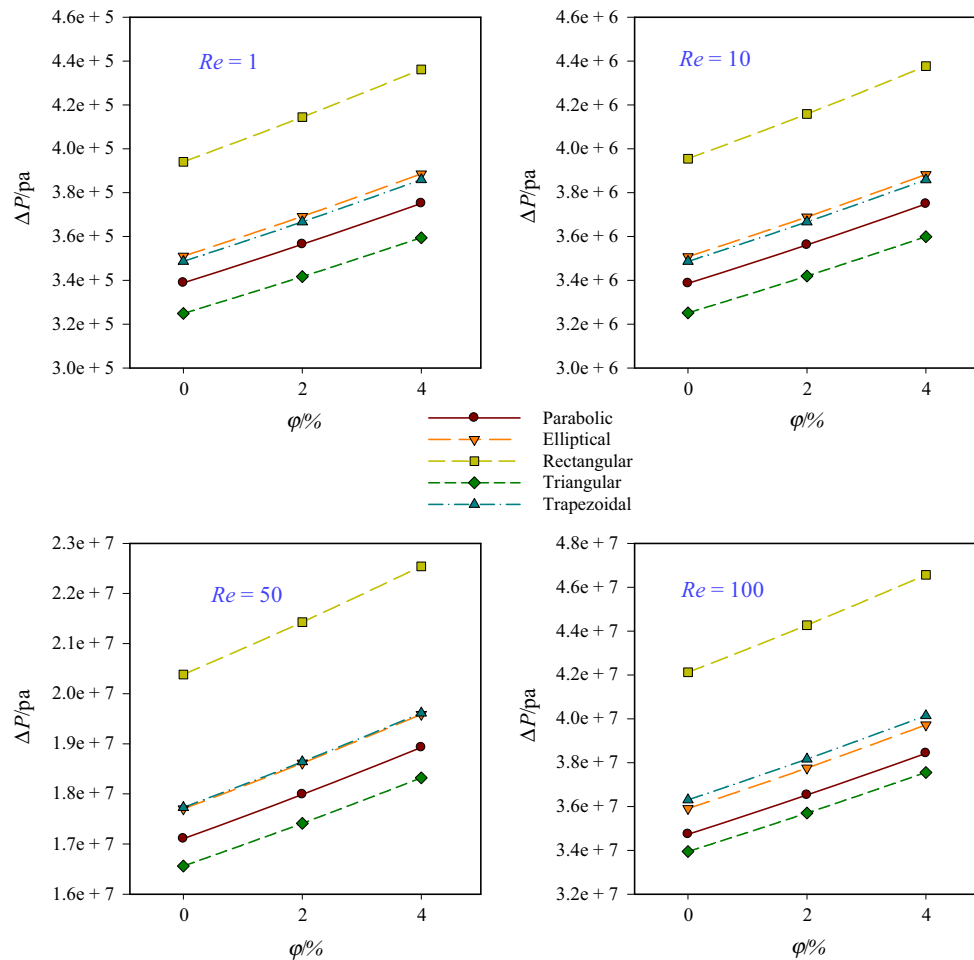 4.6e + 5
4.4e + 5
4.2e + 5
4.0e + 5
3.8e + 5
3.6e + 5
3.4e + 5
3.2e + 5
3.0e + 5
ΔP/pa
Re = 1
0 2 4
φ/%
4.6e + 6
4.4e + 6
4.2e + 6
4.0e + 6
3.8e + 6
3.6e + 6
3.4e + 6
3.2e + 6
3.0e + 6
ΔP/pa
Re = 10
0 2 4
φ/%
Parabolic
Elliptical
Rectangular
Triangular
Trapezoidal
2.3e + 7
2.2e + 7
2.1e + 7
2.0e + 7
1.9e + 7
1.8e + 7
1.7e + 7
1.6e + 7
ΔP/pa
Re = 50
0 2 4
φ/%
4.8e + 7
4.6e + 7
4.4e + 7
4.2e + 7
4.0e + 7
3.8e + 7
3.6e + 7
3.4e + 7
3.2e + 7
ΔP/pa
Re = 100
0 2 4
φ/%